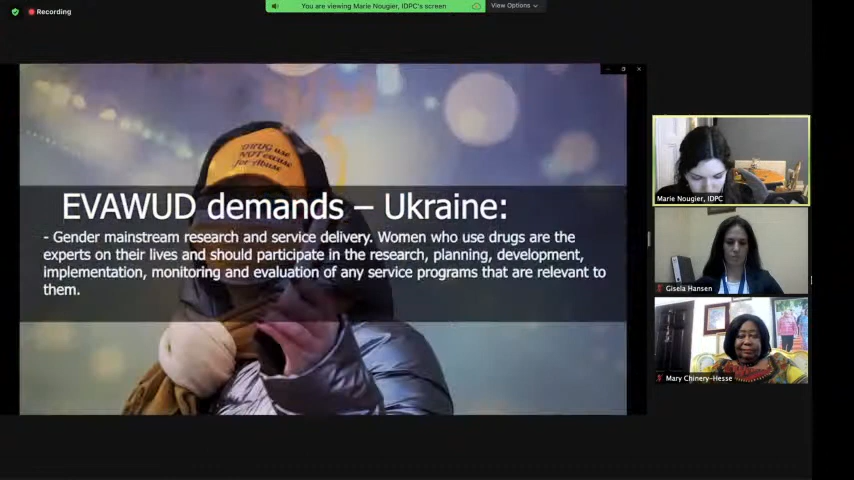 Recording
You are viewing Marie Nougier, IDPC's screen
View Options
DRUG use
NOT excuse
for Abuse
EVAWUD demands – Ukraine:
- Gender mainstream research and service delivery. Women who use drugs are the
experts on their lives and should participate in the research, planning, development,
implementation, monitoring and evaluation of any service programs that are relevant to
them.
Marie Nougier, IDPC
Gisela Hansen
Mary Chinery-Hesse